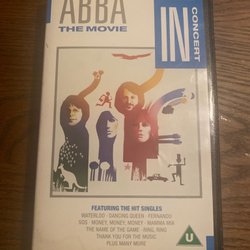 ABBA
THE MOVIE
IN
CONCERT
FEATURING THE HIT SINGLES
WATERLOO · DANCING QUEEN · FERNANDO
SOS · MONEY, MONEY, MONEY · MAMMA MIA
THE NAME OF THE GAME · RING, RING
THANK YOU FOR THE MUSIC
PLUS MANY MORE
U